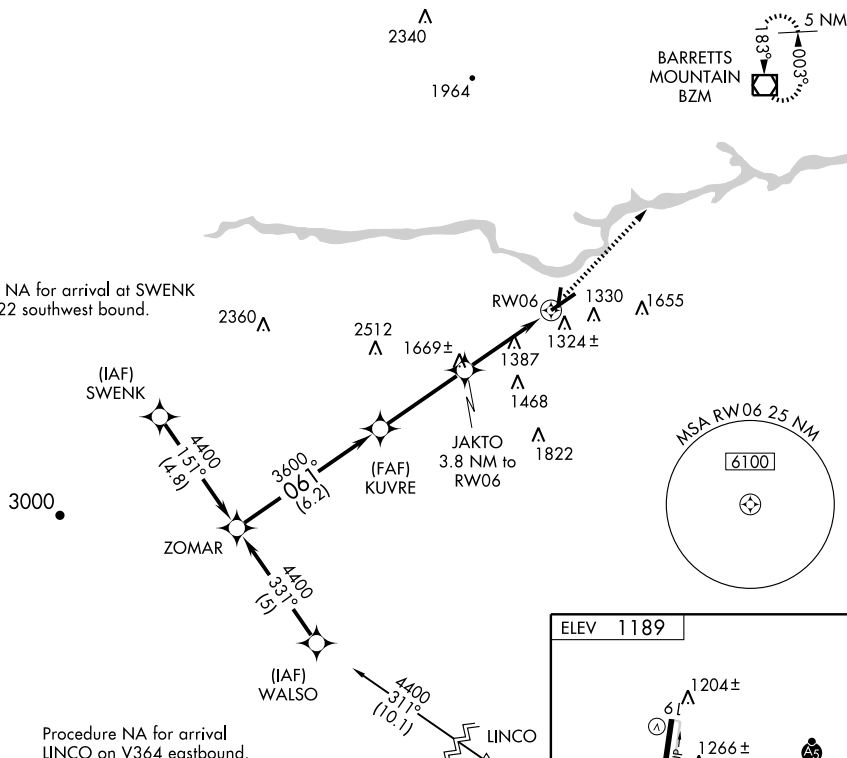 2340
5 NM
183°
003°
BARRETTS
MOUNTAIN
BZM
1964
NA for arrival at SWENK
22 southwest bound.
RW06
1330
1655
2360
2512
1669±
1387
1324±
(IAF)
SWENK
1468
MSA RW06 25 NM
4400
151°
(4.8)
3600
061°
(6.2)
(FAF)
KUVRE
JAKTO
3.8 NM to
RW06
1822
6100
3000
ZOMAR
4400
331°
(5)
(IAF)
WALSO
ELEV 1189
4400
311°
(10.1)
1204±
Procedure NA for arrival
LINCO on V364 eastbound.
LINCO
1266±
A5